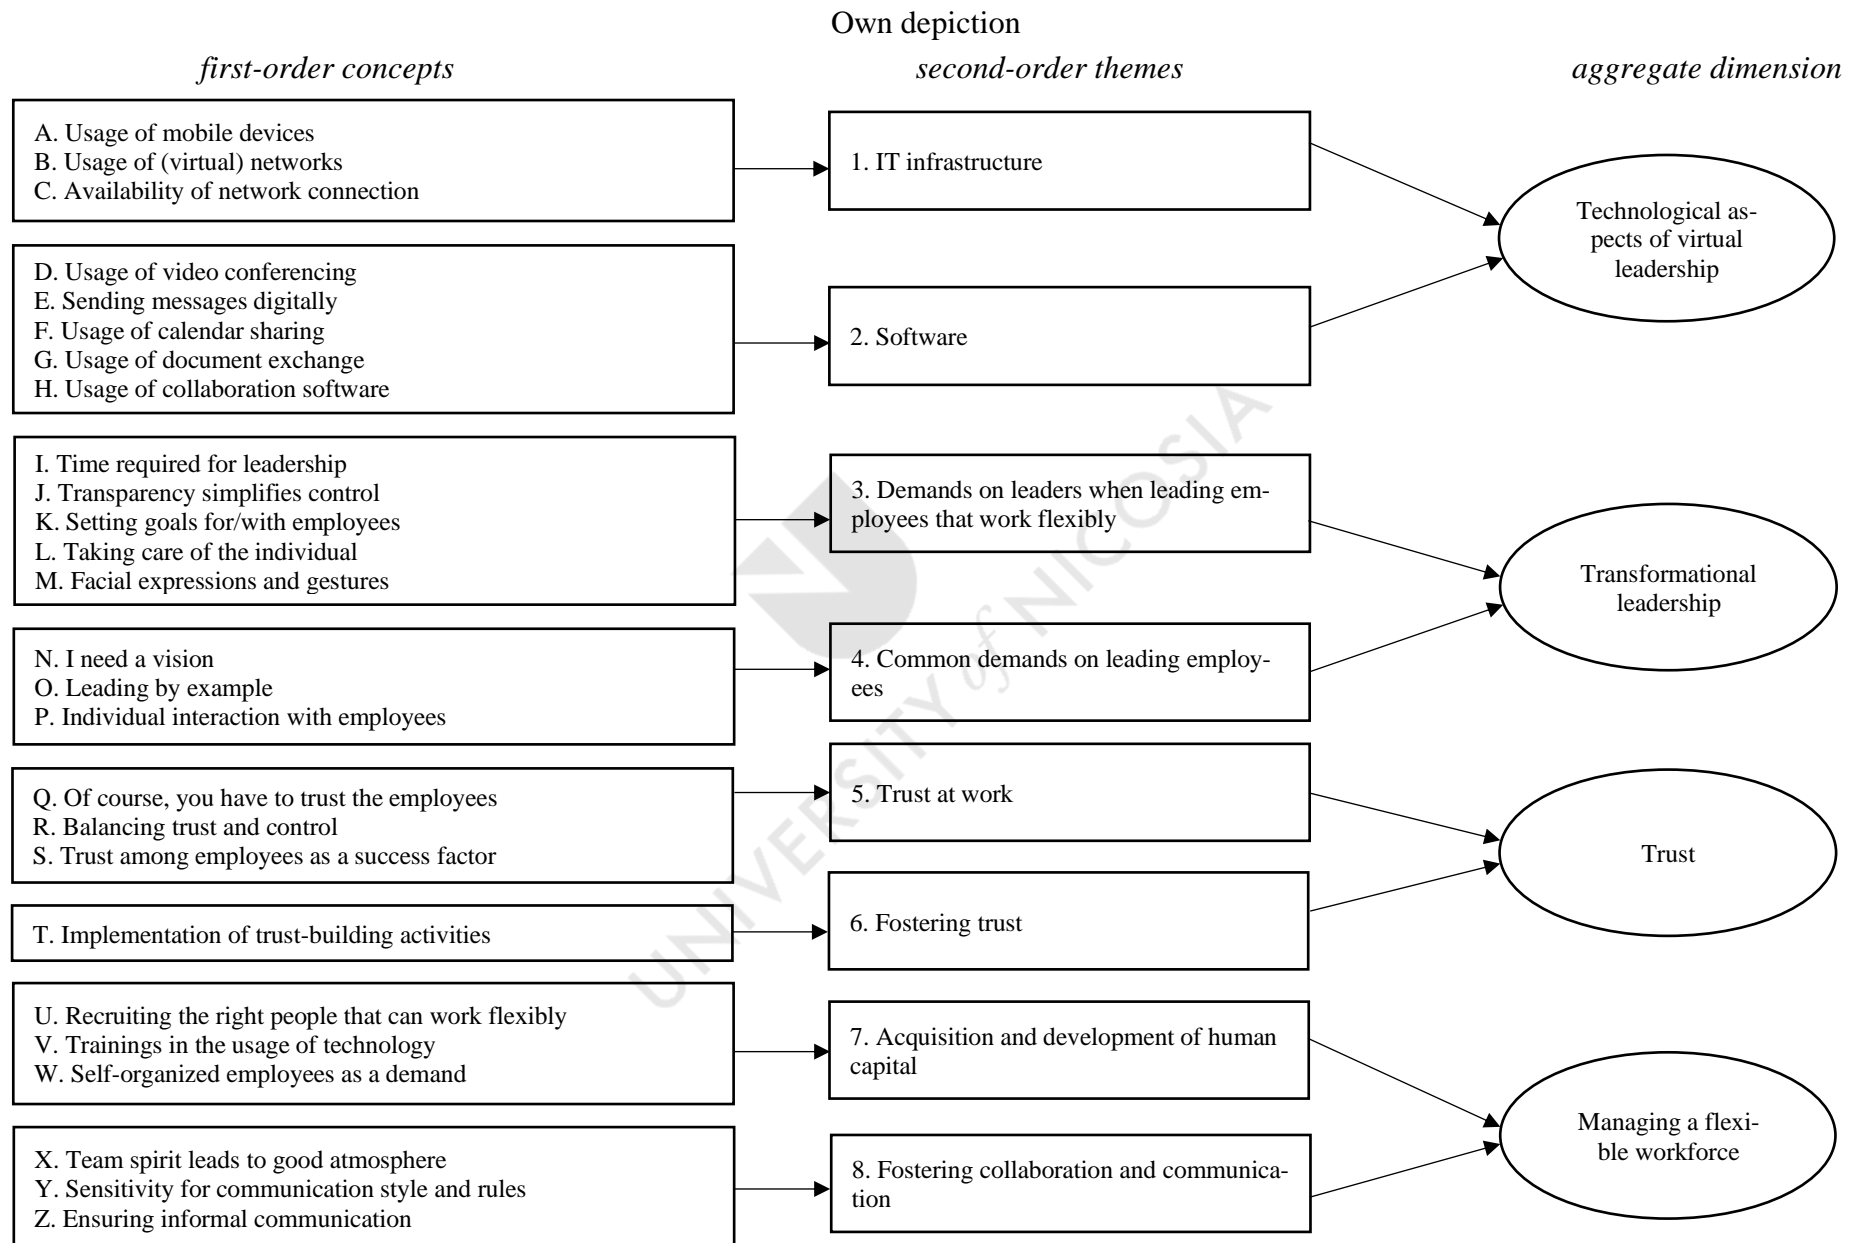 Own depiction
first-order concepts
second-order themes
aggregate dimension
A. Usage of mobile devices
B. Usage of (virtual) networks
C. Availability of network connection
1. IT infrastructure
Technological as-
pects of virtual
leadership
D. Usage of video conferencing
E. Sending messages digitally
F. Usage of calendar sharing
G. Usage of document exchange
H. Usage of collaboration software
2. Software
I. Time required for leadership
J. Transparency simplifies control
K. Setting goals for/with employees
L. Taking care of the individual
M. Facial expressions and gestures
3. Demands on leaders when leading em-
ployees that work flexibly
Transformational
leadership
N. I need a vision
O. Leading by example
P. Individual interaction with employees
4. Common demands on leading employ-
ees
Q. Of course, you have to trust the employees
R. Balancing trust and control
S. Trust among employees as a success factor
5. Trust at work
Trust
T. Implementation of trust-building activities
6. Fostering trust
U. Recruiting the right people that can work flexibly
V. Trainings in the usage of technology
W. Self-organized employees as a demand
7. Acquisition and development of human
capital
Managing a flexi-
ble workforce
X. Team spirit leads to good atmosphere
Y. Sensitivity for communication style and rules
Z. Ensuring informal communication
8. Fostering collaboration and communica-
tion
UNIVERSITY of NICOSIA